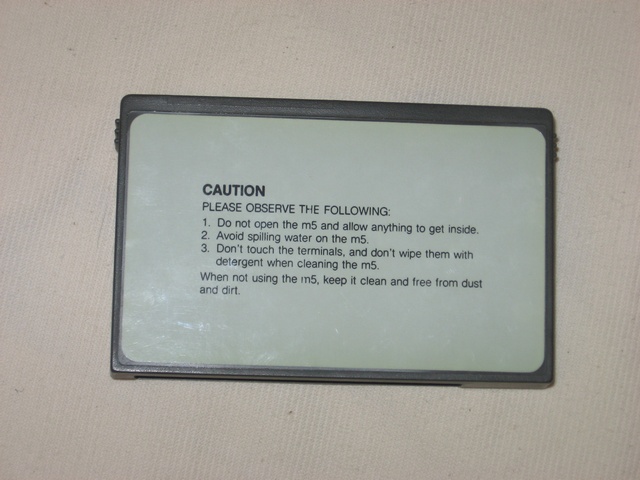 CAUTION
PLEASE OBSERVE THE FOLLOWING:
1. Do not open the m5 and allow anything to get inside.
2. Avoid spilling water on the m5.
3. Don't touch the terminals, and don't wipe them with
detergent when cleaning the m5.
When not using the m5, keep it clean and free from dust
and dirt.